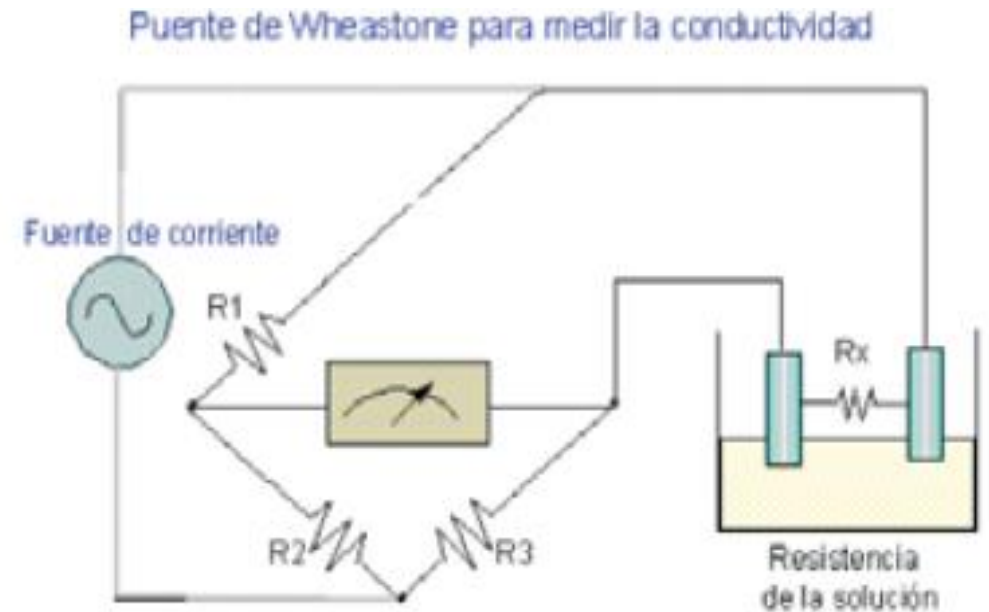 Puente de Wheastone para medir la conductividad
Fuente de corriente
R1
Rx
R2
R3
Resistencia
de la solución